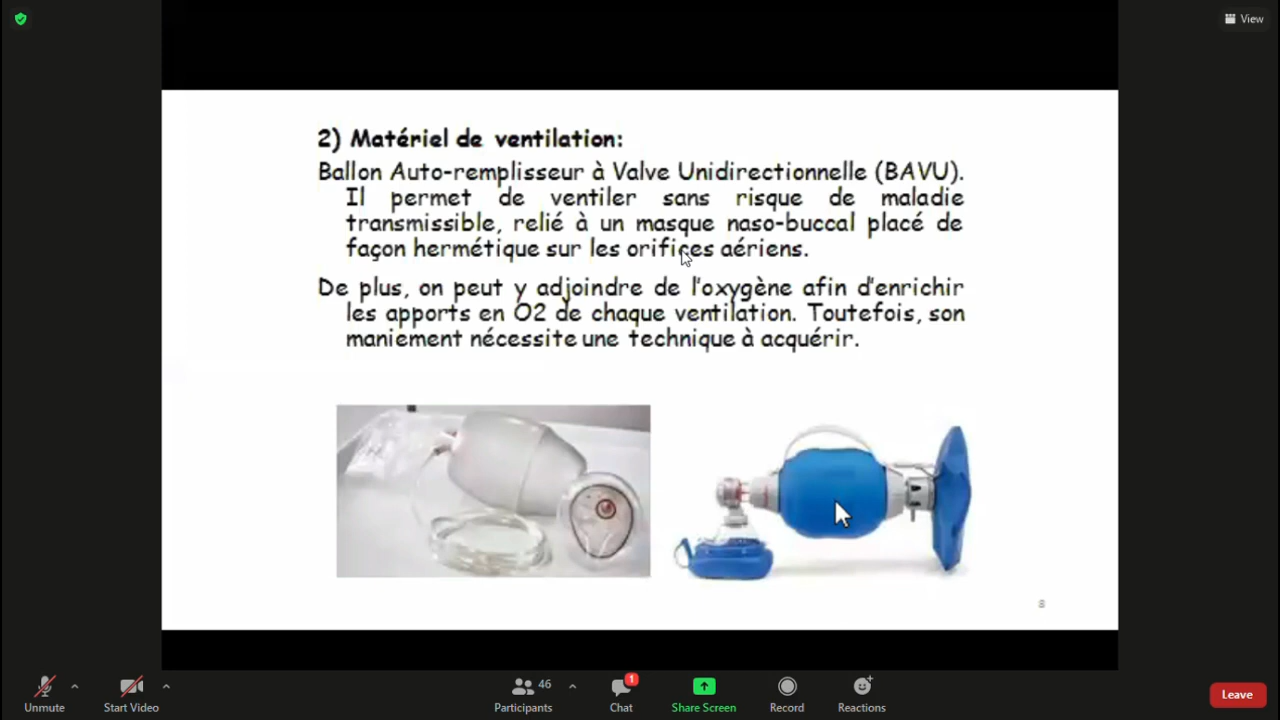 View
2) Matériel de ventilation:
Ballon Auto-remplisseur à Valve Unidirectionnelle (BAVU).
Il permet de ventiler sans risque de maladie
transmissible, relié à un masque naso-buccal placé de
façon hermétique sur les orifices aériens.
De plus, on peut y adjoindre de l'oxygène afin d'enrichir
les apports en O2 de chaque ventilation. Toutefois, son
maniement nécessite une technique à acquérir.
8
Unmute
Start Video
46
Participants
1
Chat
Share Screen
Record
Reactions
Leave